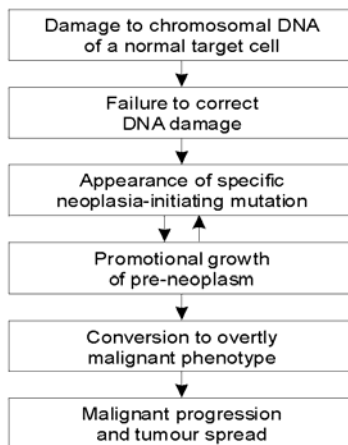 Damage to chromosomal DNA
of a normal target cell
Failure to correct
DNA damage
Appearance of specific
neoplasia-initiating mutation
Promotional growth
of pre-neoplasm
Conversion to overtly
malignant phenotype
Malignant progression
and tumour spread